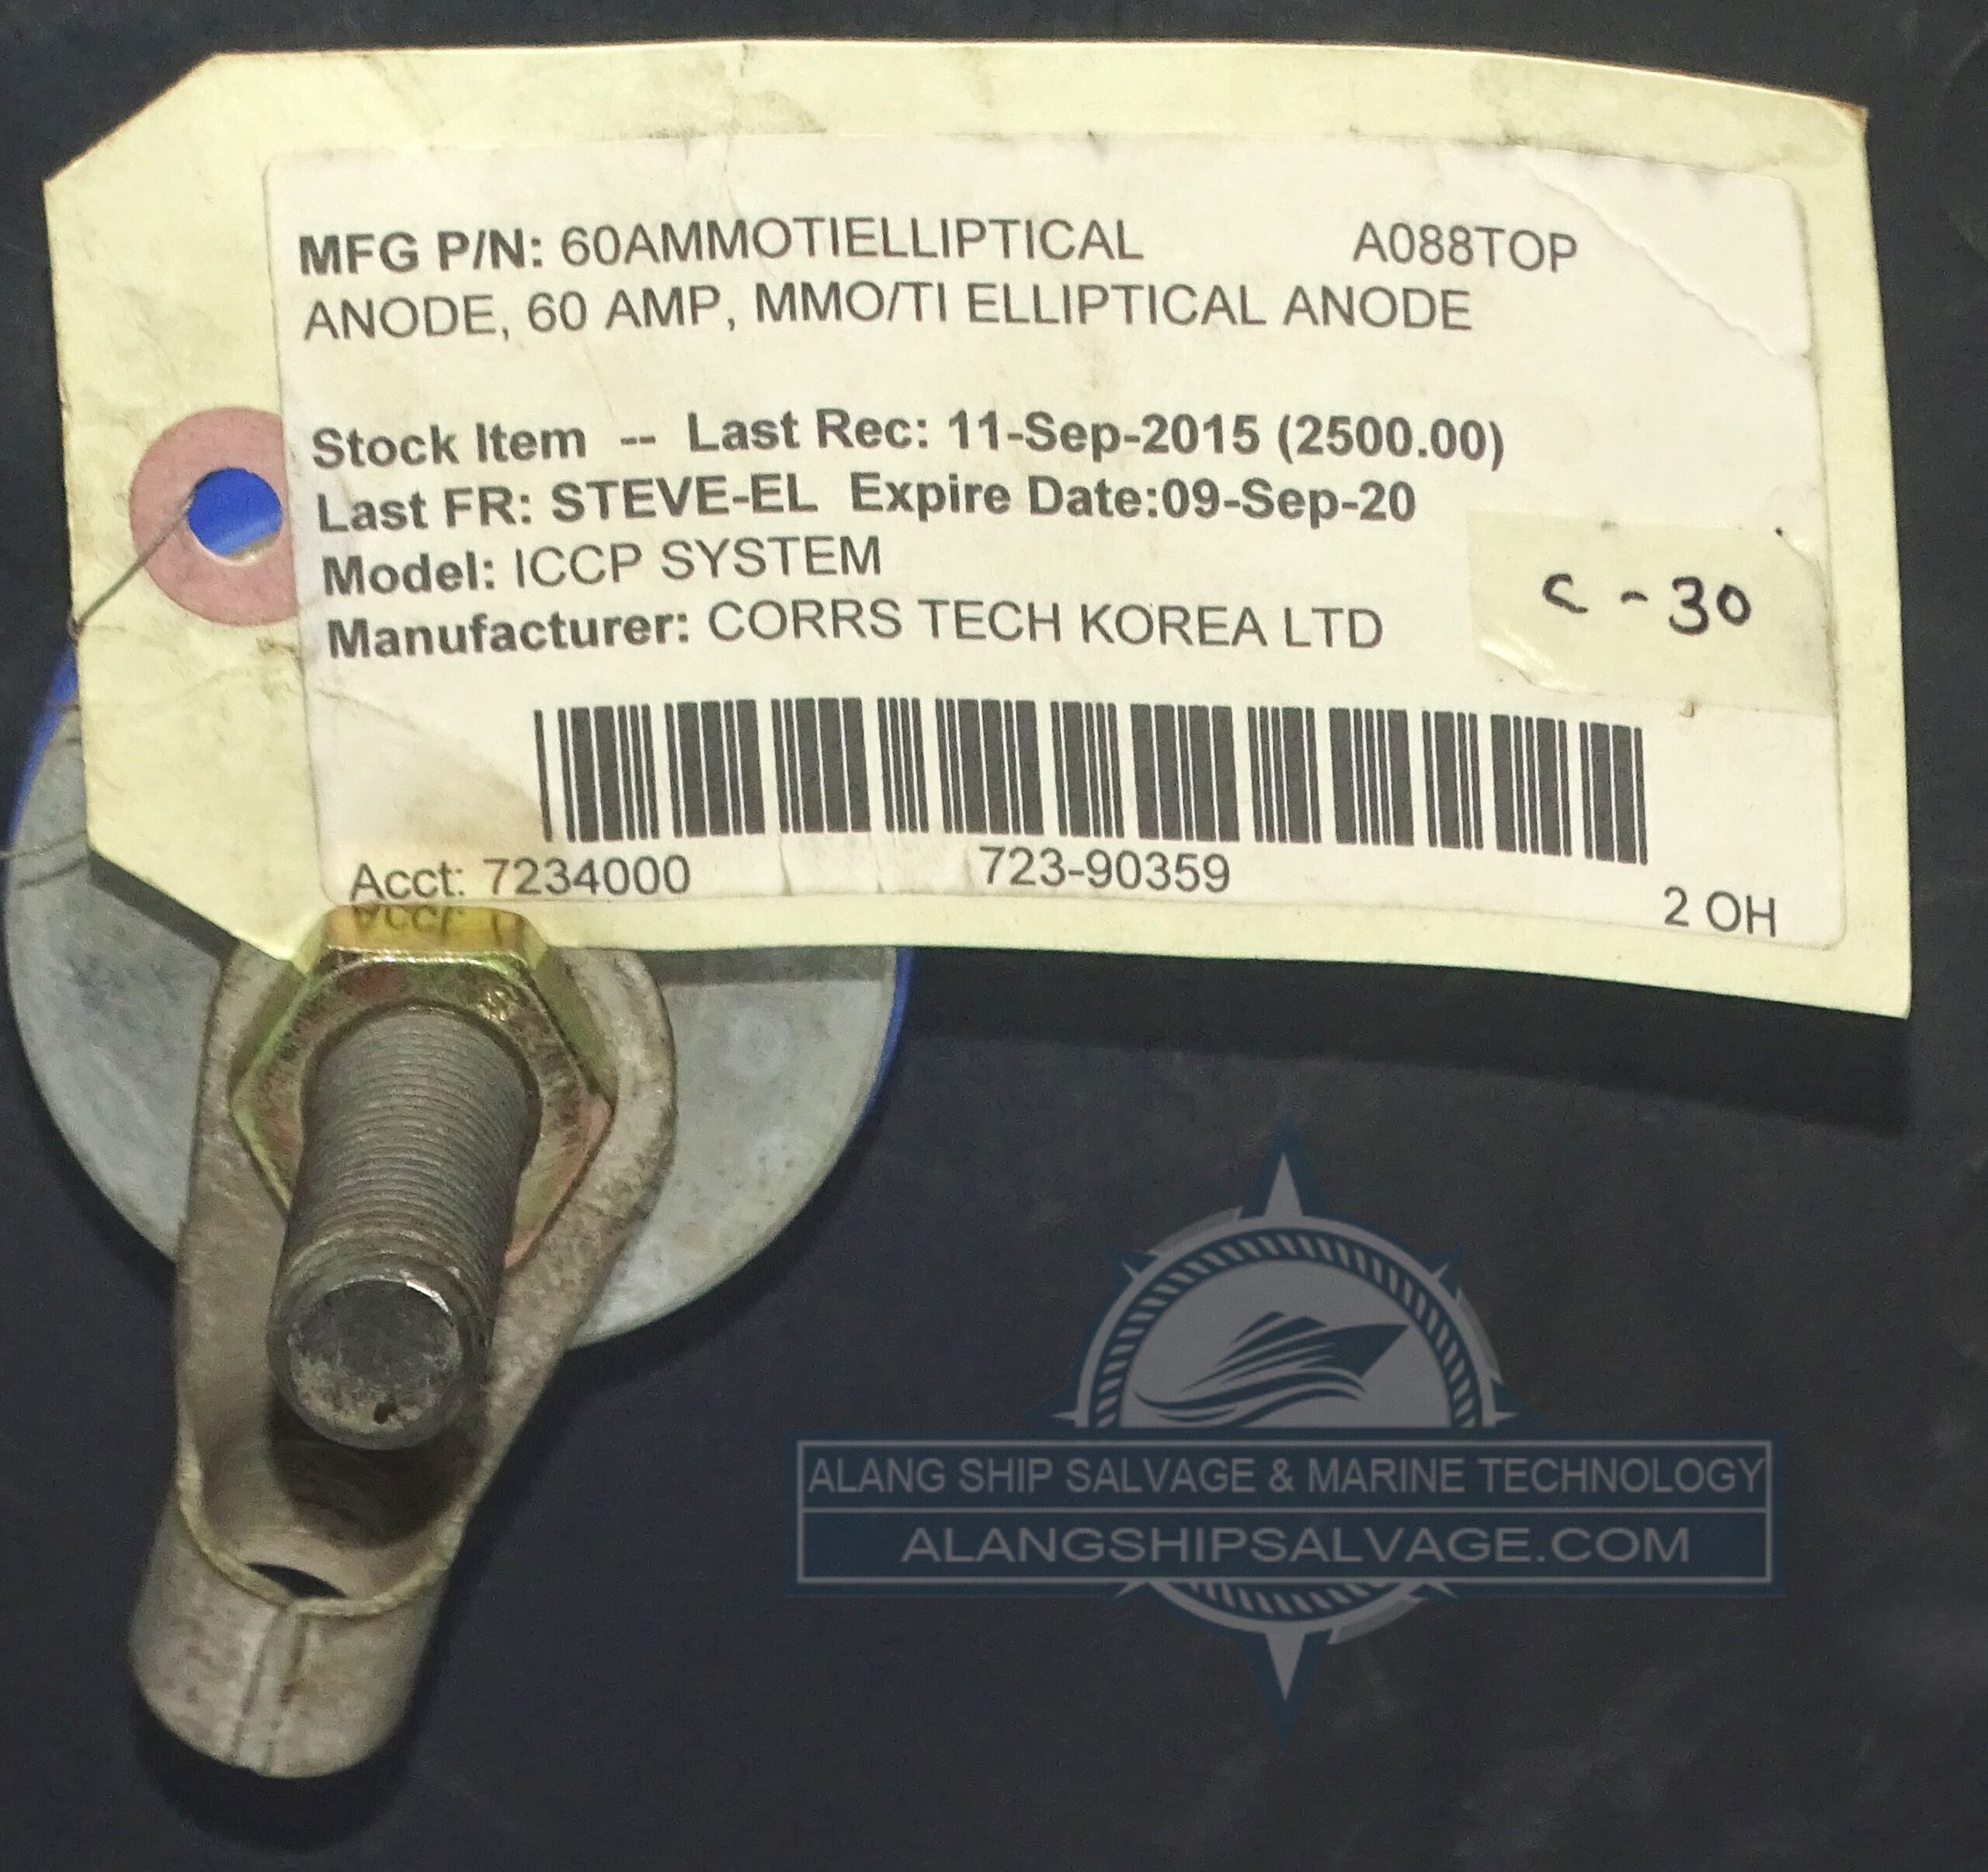 MFG P/N: 60AMMOTIELLIPTICAL A088TOP
ANODE, 60 AMP, MMO/TI ELLIPTICAL ANODE
Stock Item -- Last Rec: 11-Sep-2015 (2500.00)
Last FR: STEVE-EL Expire Date:09-Sep-20
Model: ICCP SYSTEM
Manufacturer: CORRS TECH KOREA LTD
C - 30
Acct: 7234000 723-90359 2 OH
ALANG SHIP SALVAGE & MARINE TECHNOLOGY
ALANGSHIPSALVAGE.COM